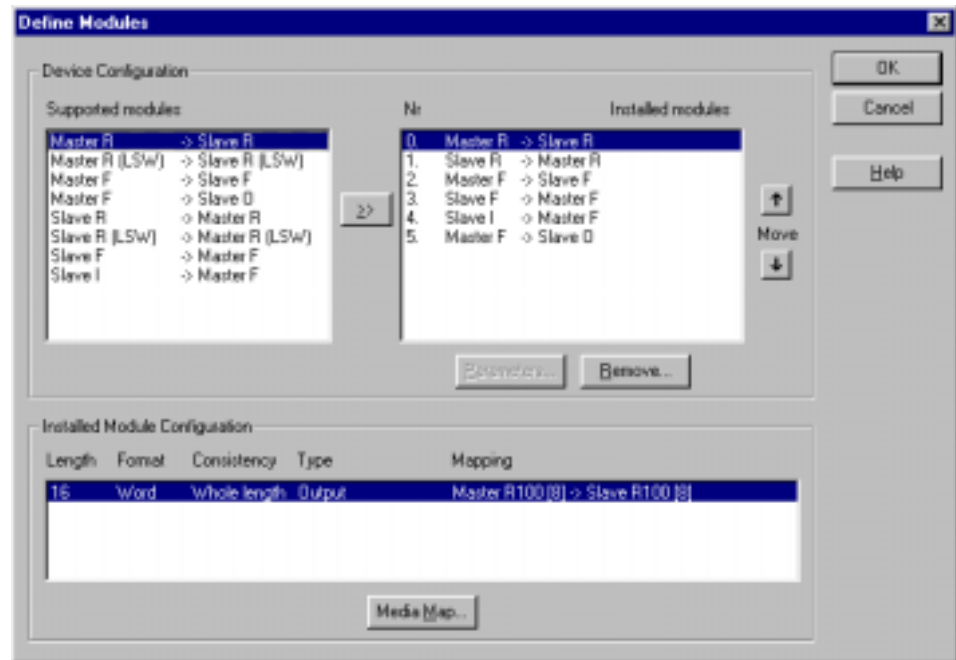 Define Modules
Device Configuration
OK
Supported modules
Nr
Installed modules
Cancel
Master R -> Slave R
Master R (LSW) -> Slave R (LSW)
Master F -> Slave F
Master F -> Slave O
Slave R -> Master R
Slave R (LSW) -> Master R (LSW)
Slave F -> Master F
Slave I -> Master F
>>
0. Master R -> Slave R
1. Slave R -> Master R
2. Master F -> Slave F
3. Slave F -> Master F
4. Slave I -> Master F
5. Master F -> Slave O
Help
Move
Parameters...
Remove...
Installed Module Configuration
Length Format Consistency Type Mapping
16 Word Whole length Output Master R100 [8] -> Slave R100 [8]
Media Map...